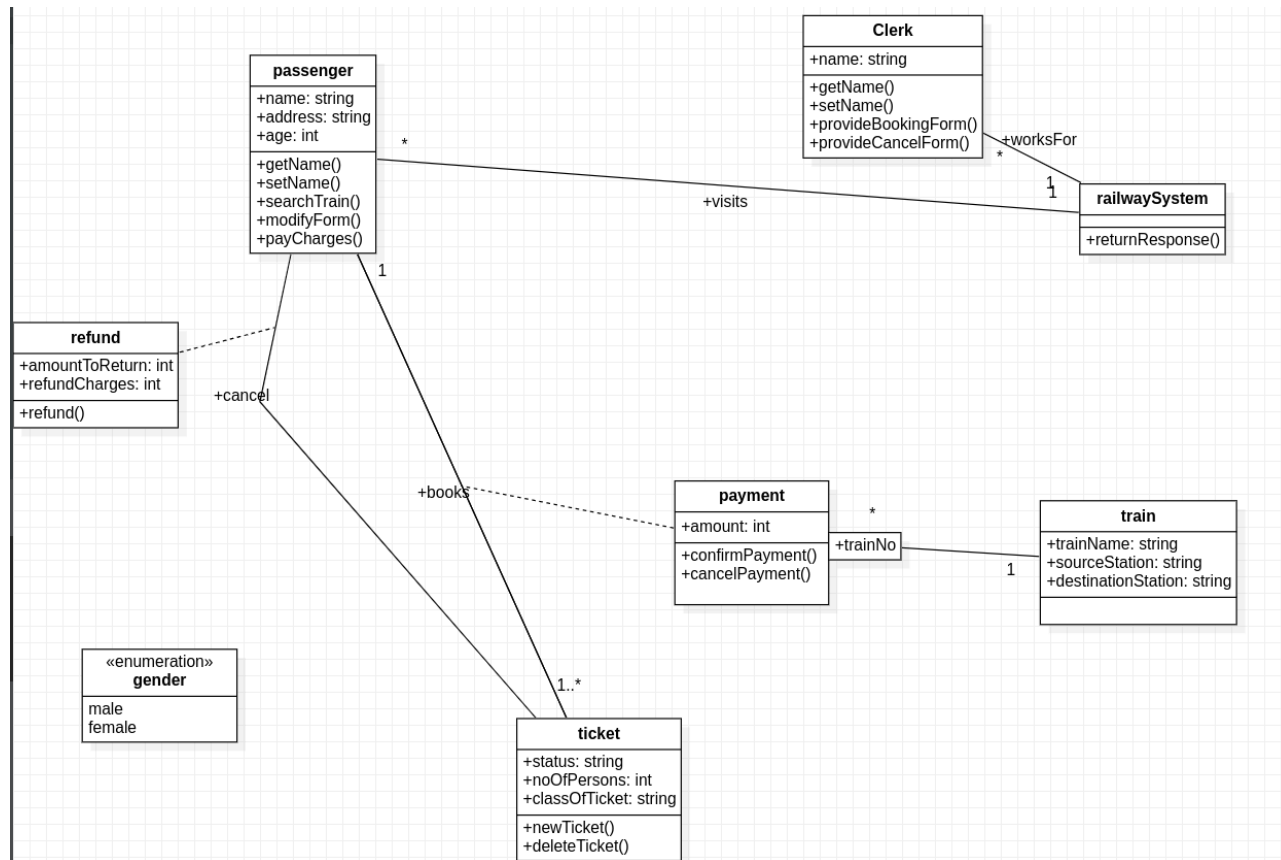 Clerk
+name: string
+getName()
+setName()
+provideBookingForm()
+provideCancelForm()
passenger
+name: string
+address: string
+age: int
+getName()
+setName()
+searchTrain()
+modifyForm()
+payCharges()
*
+visits
+worksFor
*
1
1
railwaySystem
+returnResponse()
1
refund
+amountToReturn: int
+refundCharges: int
+refund()
+cancel
+books
payment
+amount: int
+confirmPayment()
+cancelPayment()
*
+trainNo
1
train
+trainName: string
+sourceStation: string
+destinationStation: string
«enumeration»
gender
male
female
1..*
ticket
+status: string
+noOfPersons: int
+classOfTicket: string
+newTicket()
+deleteTicket()